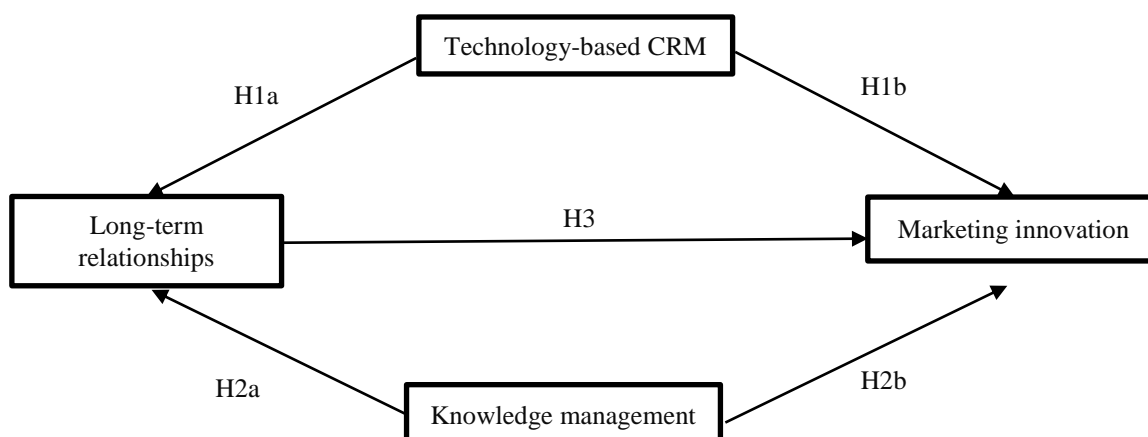 Technology-based CRM
H1a
H1b
Long-term
relationships
H3
Marketing innovation
H2a
H2b
Knowledge management